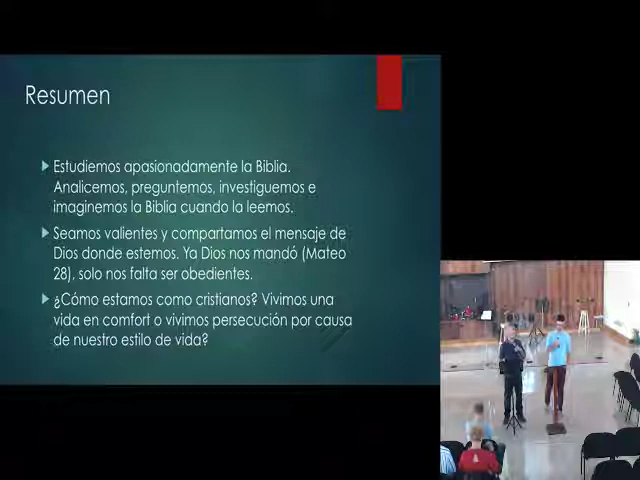 Resumen
Estudiemos apasionadamente la Biblia.
Analicemos, preguntemos, investiguemos e
imaginemos la Biblia cuando la leemos.
Seamos valientes y compartamos el mensaje de
Dios donde estemos. Ya Dios nos mandó (Mateo
28), solo nos falta ser obedientes.
¿Cómo estamos como cristianos? Vivimos una
vida en comfort o vivimos persecución por causa
de nuestro estilo de vida?